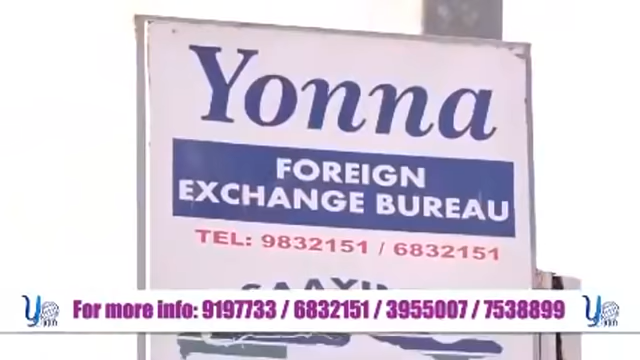 Yonna
FOREIGN
EXCHANGE BUREAU
TEL: 9832151 / 6832151
For more info: 9197733 / 6832151 / 3955007 / 7538899